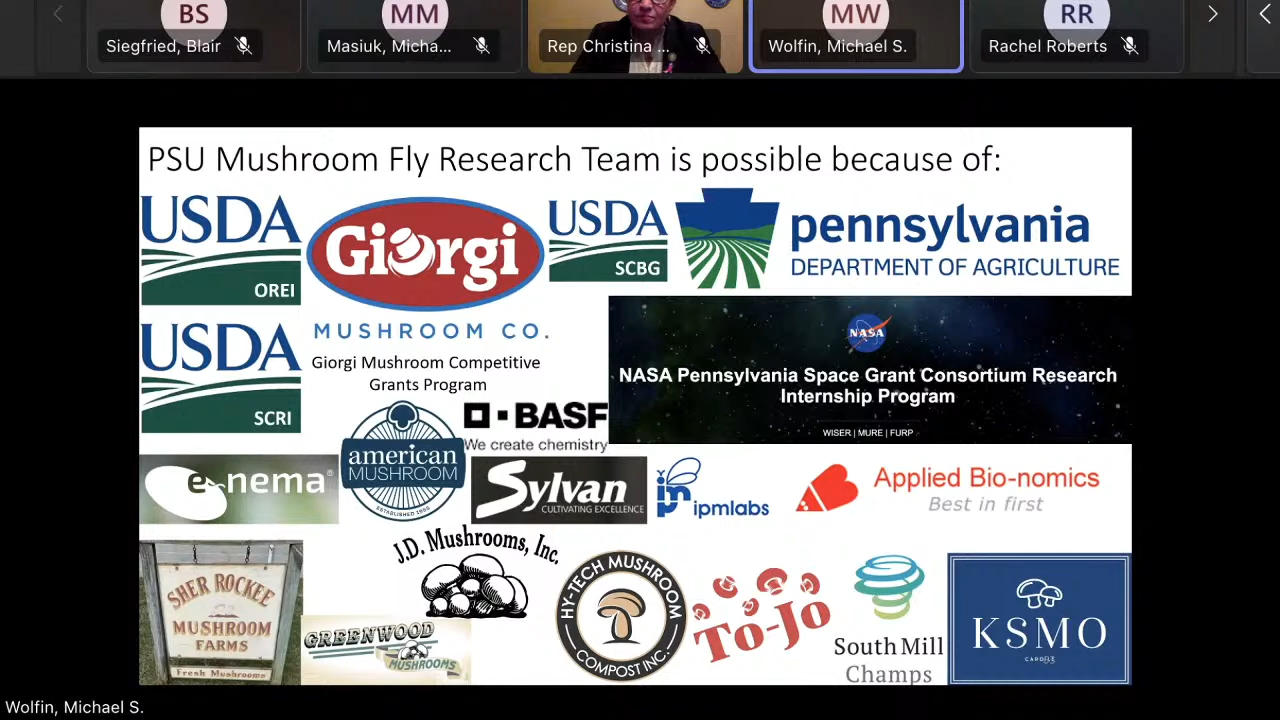 BS
MM
MW
RR
Siegfried, Blair
Masiuk, Micha...
Rep Christina ...
Wolfin, Michael S.
Rachel Roberts
PSU Mushroom Fly Research Team is possible because of:
USDA
OREI
Giorgi
MUSHROOM CO.
Giorgi Mushroom Competitive
Grants Program
USDA
SCBG
pennsylvania
DEPARTMENT OF AGRICULTURE
USDA
SCRI
NASA
NASA Pennsylvania Space Grant Consortium Research
Internship Program
WISER | MURE | FURP
BASF
We create chemistry
american
MUSHROOM
ESTABLISHED 1955
e-nema®
Sylvan
CULTIVATING EXCELLENCE
ipmlabs
Applied Bio-nomics
Best in first
SHER ROCKEE
MUSHROOM
FARMS
Fresh Mushrooms
GREENWOOD
MUSHROOMS
J.D. Mushrooms, Inc.
HY-TECH MUSHROOM
COMPOST INC.
To-Jo
South Mill
Champs
KSMO
Wolfin, Michael S.